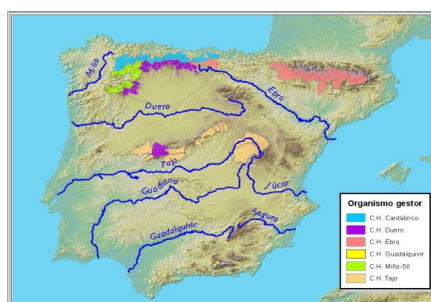 Miño
Ebro
Duero
Tajo
Guadiana
Júcar
Segura
Guadalquivir
Organismo gestor
C.H. Cantábrico
C.H. Duero
C.H. Ebro
C.H. Guadalquivir
C.H. Miño-Sil
C.H. Tajo